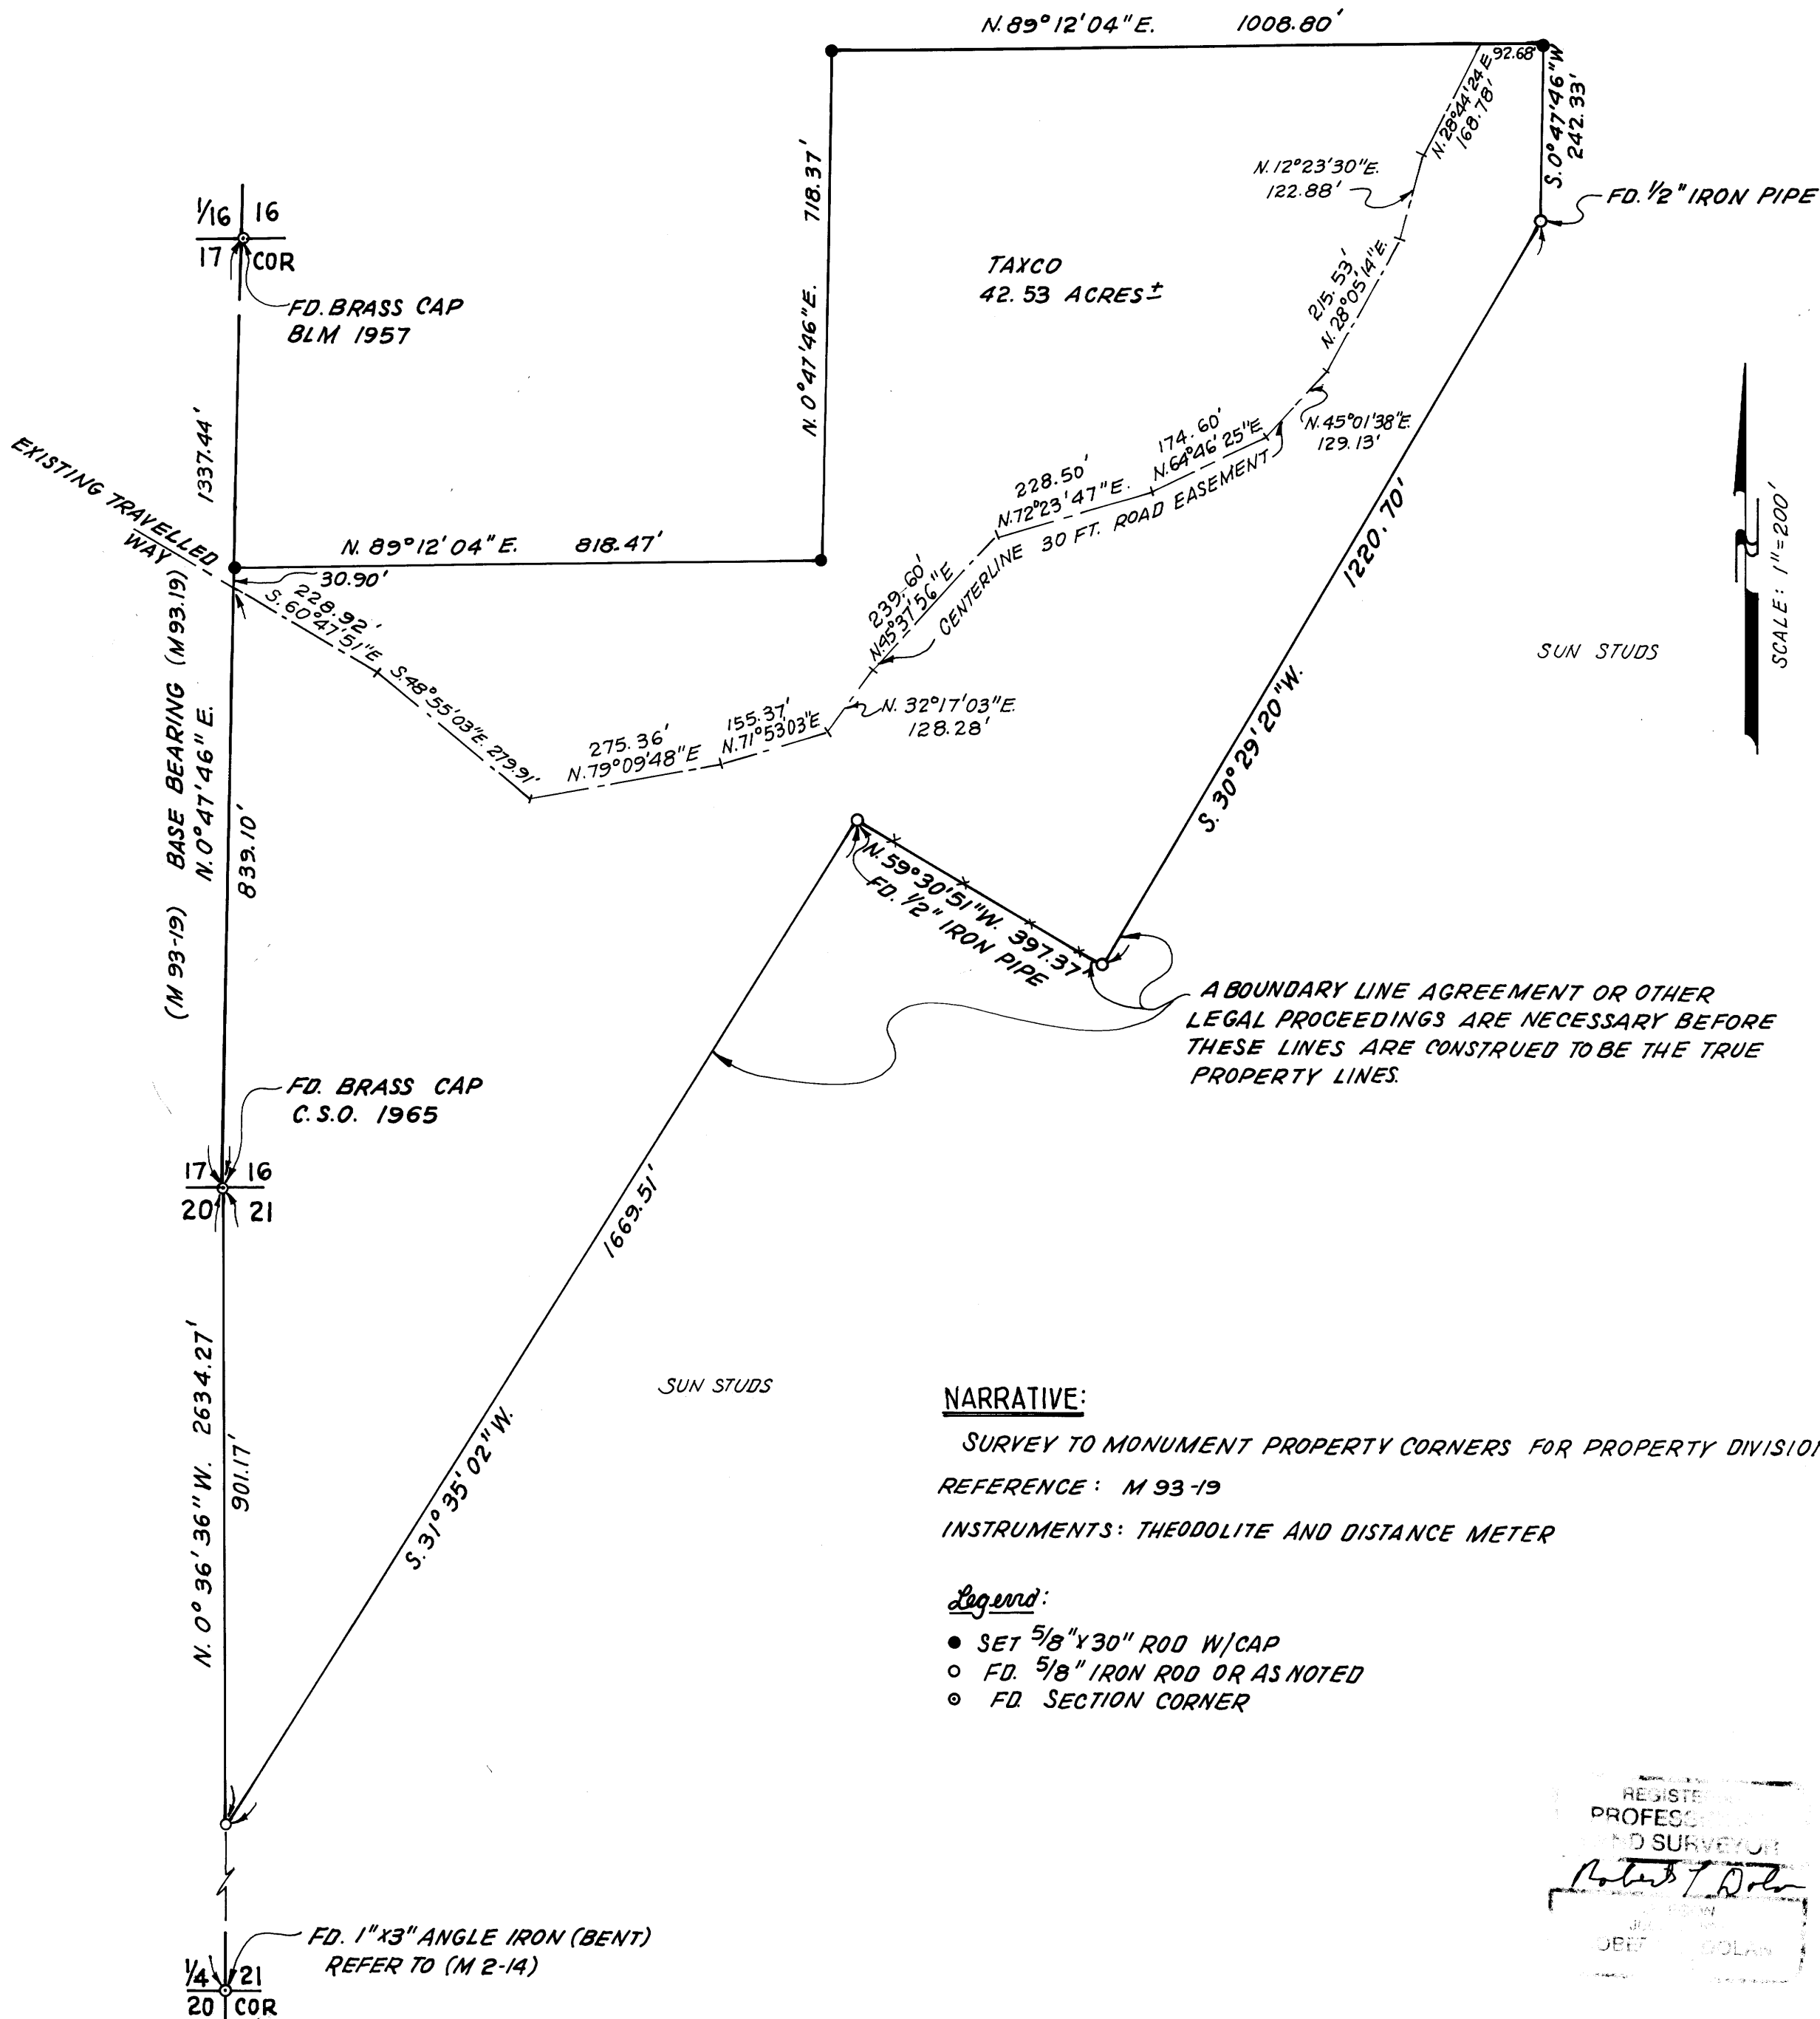 N. 89° 12' 04" E. 1008.80'
92.68'
S. 0° 47' 46" W
242.33'
N. 28° 44' 24 E.
168.78'
N. 12° 23' 30" E.
122.88'
FD. 1/2" IRON PIPE
1/16 16
17 COR
FD. BRASS CAP
BLM 1957
718.37'
N. 0° 47' 46" E.
TAXCO
42.53 ACRES ±
215.53'
N. 28° 05' 14" E.
N. 45° 01' 38" E.
129.13'
174.60'
N. 64° 46' 25" E
228.50'
N. 72° 23' 47" E.
CENTERLINE 30 FT. ROAD EASEMENT
1337.44'
EXISTING TRAVELLED
WAY
N. 89° 12' 04" E. 818.47'
30.90'
228.92'
S. 60° 47' 51" E
S. 48° 55' 03" E. 279.91'
275.36'
N. 79° 09' 48" E
155.37'
N. 71° 53 03" E
N. 32° 17' 03" E.
128.28'
239.60'
N. 45° 37' 56" E
1220.70'
S. 30° 29' 20" W.
SUN STUDS
SCALE: 1"=200'
(M 93-19) BASE BEARING (M 93.19)
N. 0° 47' 46" E.
839.10'
N. 59° 30' 51" W. 397.37'
FD. 1/2" IRON PIPE
A BOUNDARY LINE AGREEMENT OR OTHER
LEGAL PROCEEDINGS ARE NECESSARY BEFORE
THESE LINES ARE CONSTRUED TO BE THE TRUE
PROPERTY LINES.
FD. BRASS CAP
C.S.O. 1965
17 16
20 21
1669.51'
S. 31° 35' 02" W.
N. 0° 36' 36" W. 2634.27'
901.17'
SUN STUDS
NARRATIVE:
SURVEY TO MONUMENT PROPERTY CORNERS FOR PROPERTY DIVISIO
REFERENCE: M 93-19
INSTRUMENTS: THEODOLITE AND DISTANCE METER
Legend:
● SET 5/8" X 30" ROD W/CAP
○ FD. 5/8" IRON ROD OR AS NOTED
⊙ FD. SECTION CORNER
FD. 1"X3" ANGLE IRON (BENT)
REFER TO (M 2-14)
1/4 21
20 COR
REGISTE
PROFESS
ND SURVEYOR
Robert